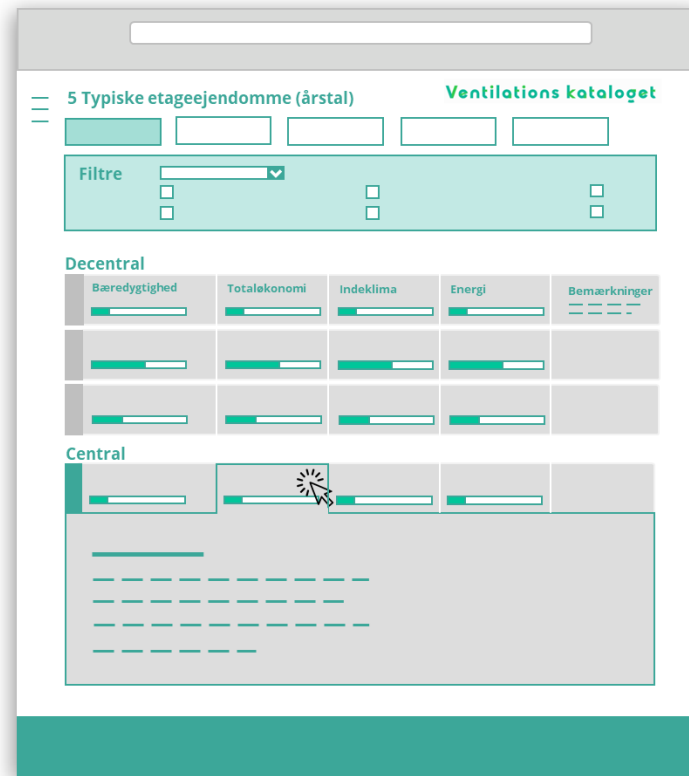 5 Typiske etageejendomme (årstal)
Ventilations kataloget
Filtre
Decentral
Bæredygtighed
Totaløkonomi
Indeklima
Energi
Bemærkninger
Central